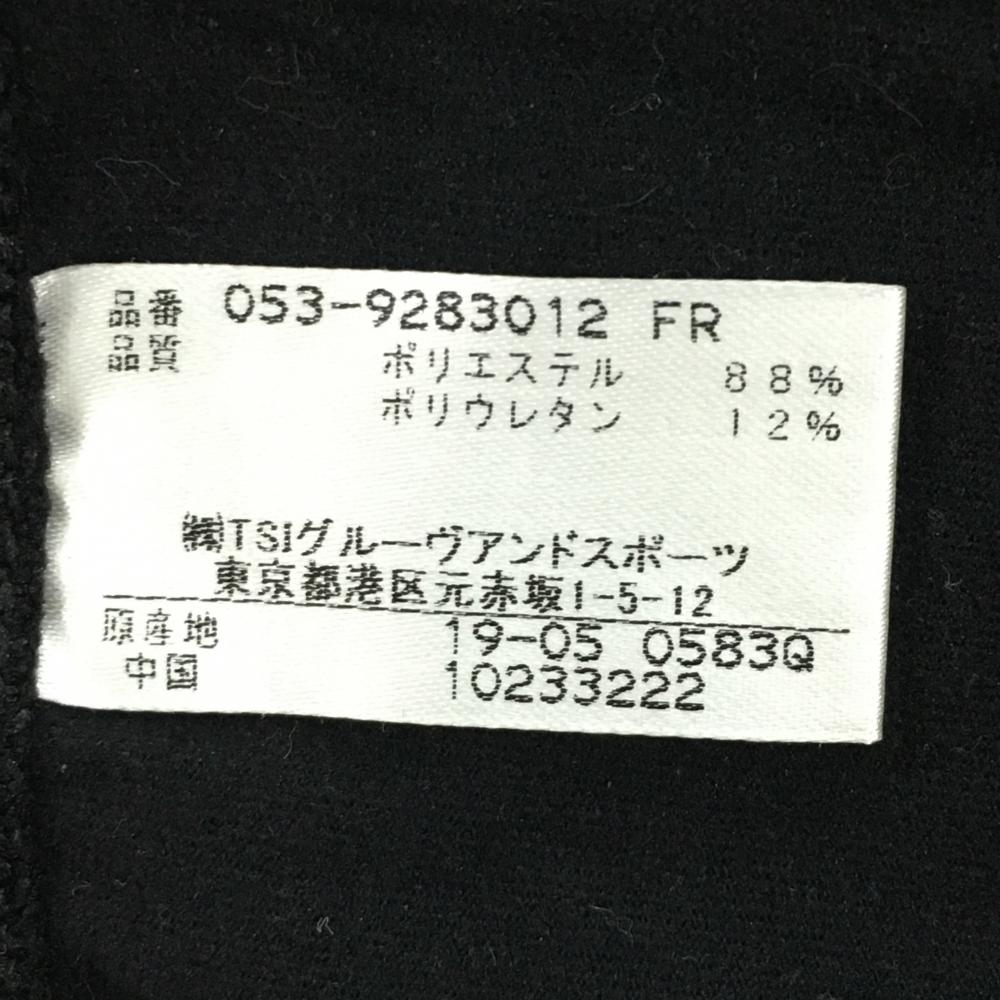 品番 053-9283012 FR
品質 ポリエステル 88%
ポリウレタン 12%
㈱TSIグルーヴアンドスポーツ
東京都港区元赤坂1-5-12
原産地 19-05 0583Q
中国 10233222